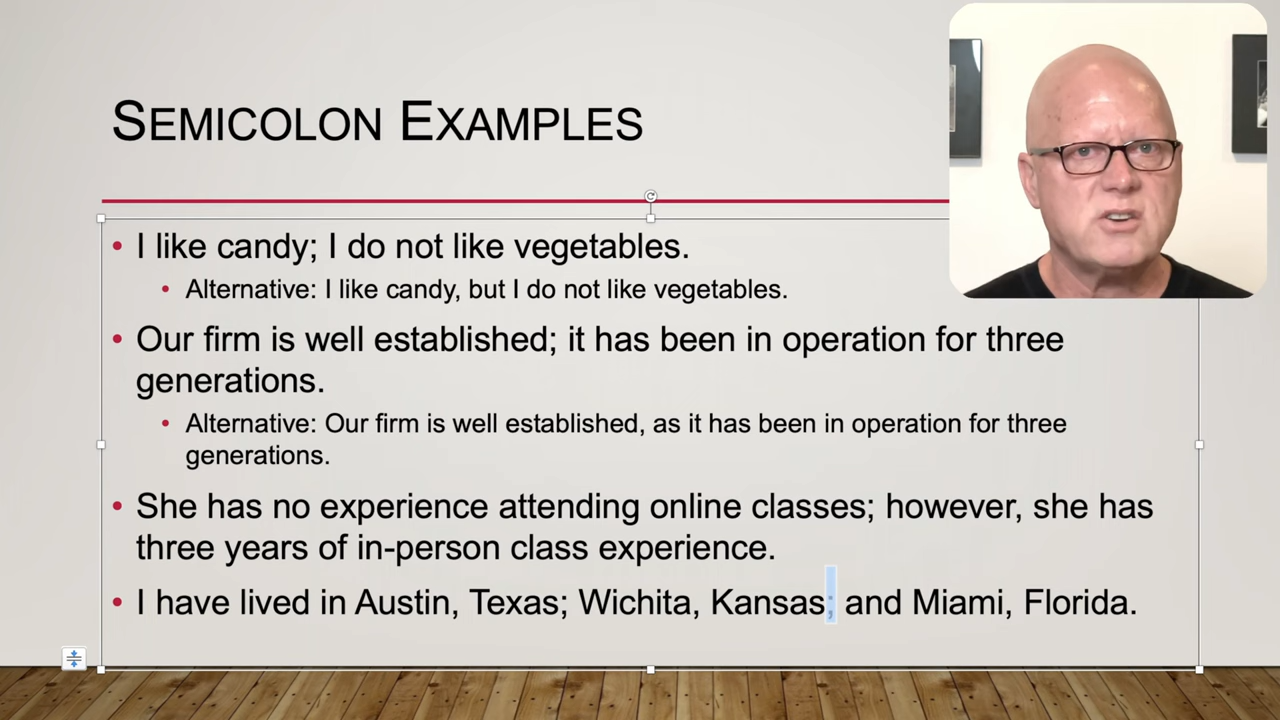 SEMICOLON EXAMPLES
• I like candy; I do not like vegetables.
• Alternative: I like candy, but I do not like vegetables.
• Our firm is well established; it has been in operation for three
generations.
• Alternative: Our firm is well established, as it has been in operation for three
generations.
• She has no experience attending online classes; however, she has
three years of in-person class experience.
• I have lived in Austin, Texas; Wichita, Kansas; and Miami, Florida.